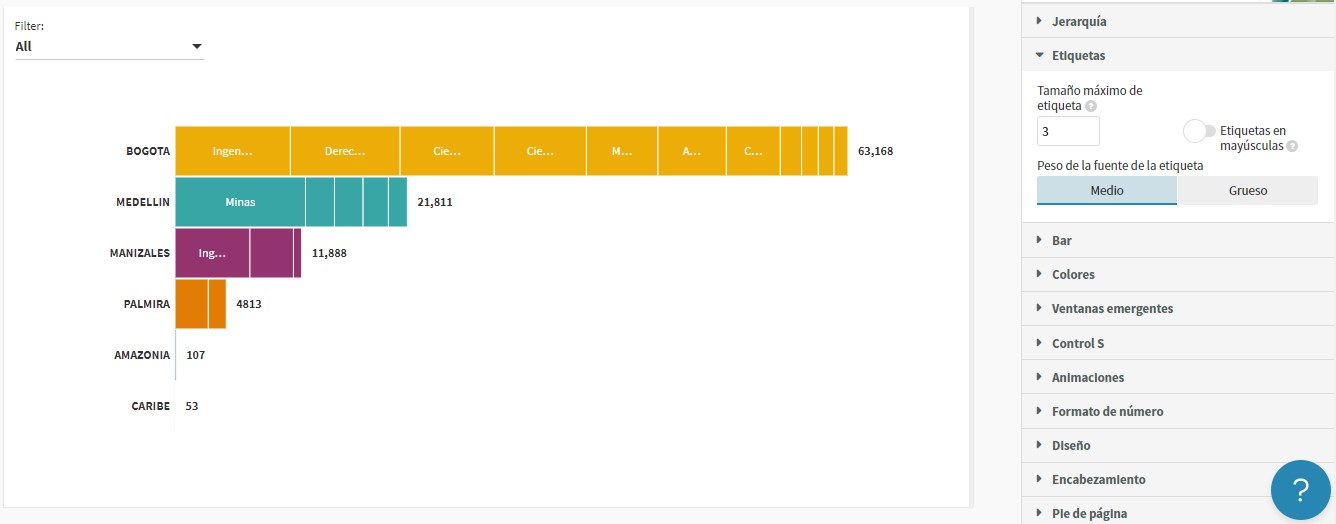 Filter:
All
BOGOTA Ingen... Derec... Cie... Cie... M... A... C... 63,168
MEDELLIN Minas 21,811
MANIZALES Ing... 11,888
PALMIRA 4813
AMAZONIA 107
CARIBE 53
Jerarquía
Etiquetas
Tamaño máximo de
etiqueta ?
3
Etiquetas en
mayúsculas ?
Peso de la fuente de la etiqueta
Medio Grueso
Bar
Colores
Ventanas emergentes
Control S
Animaciones
Formato de número
Diseño
Encabezamiento
Pie de página
?